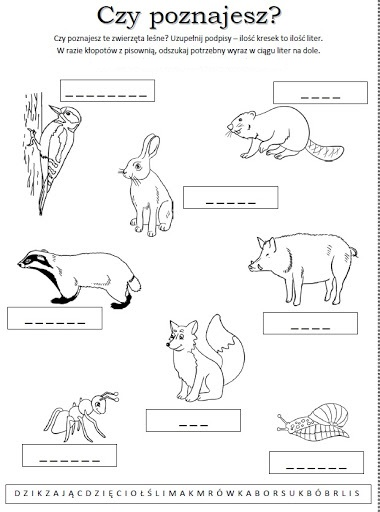 Czy poznajesz?
Czy poznajesz te zwierzęta leśne? Uzupełnij podpisy – ilość kresek to ilość liter.
W razie kłopotów z pisownią, odszukaj potrzebny wyraz w ciągu liter na dole.
D Z I K Z A J Ą C D Z I Ę C I O Ł Ś L I M A K M R Ó W K A B O R S U K B Ó B R L I S